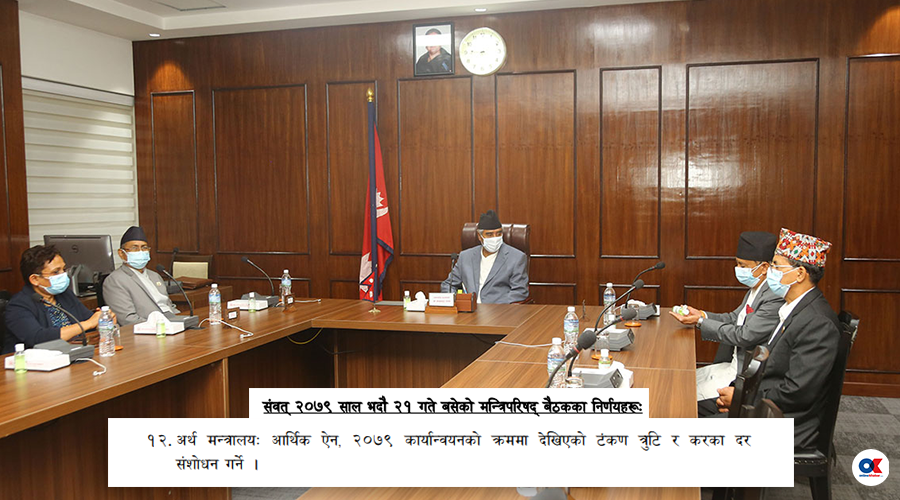 संवत् २०७९ साल भदौ २१ गते बसेको मन्त्रिपरिषद् बैठकका निर्णयहरूः
१२. अर्थ मन्त्रालयः आर्थिक ऐन, २०७९ कार्यान्वयनको क्रममा देखिएको टंकण त्रुटि र करका दर
संशोधन गर्ने ।